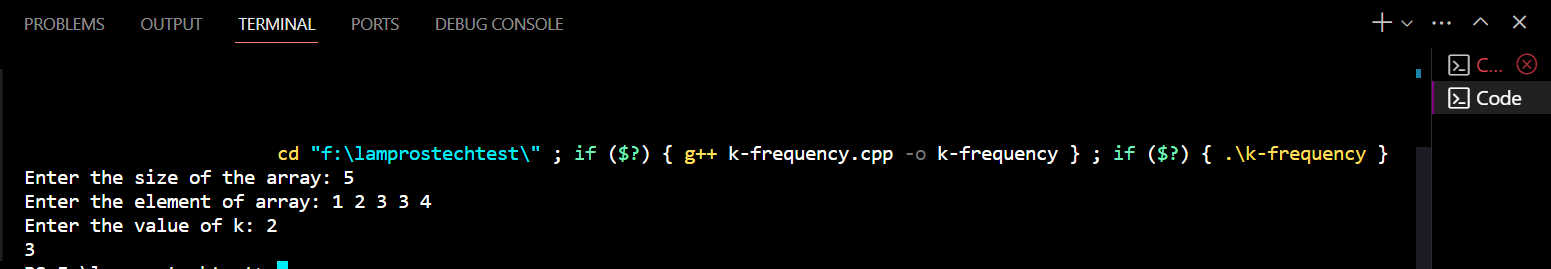 PROBLEMS OUTPUT TERMINAL PORTS DEBUG CONSOLE
C...
Code
cd "f:\lamprostechtest\" ; if ($?) { g++ k-frequency.cpp -o k-frequency } ; if ($?) { .\k-frequency }
Enter the size of the array: 5
Enter the element of array: 1 2 3 3 4
Enter the value of k: 2
3